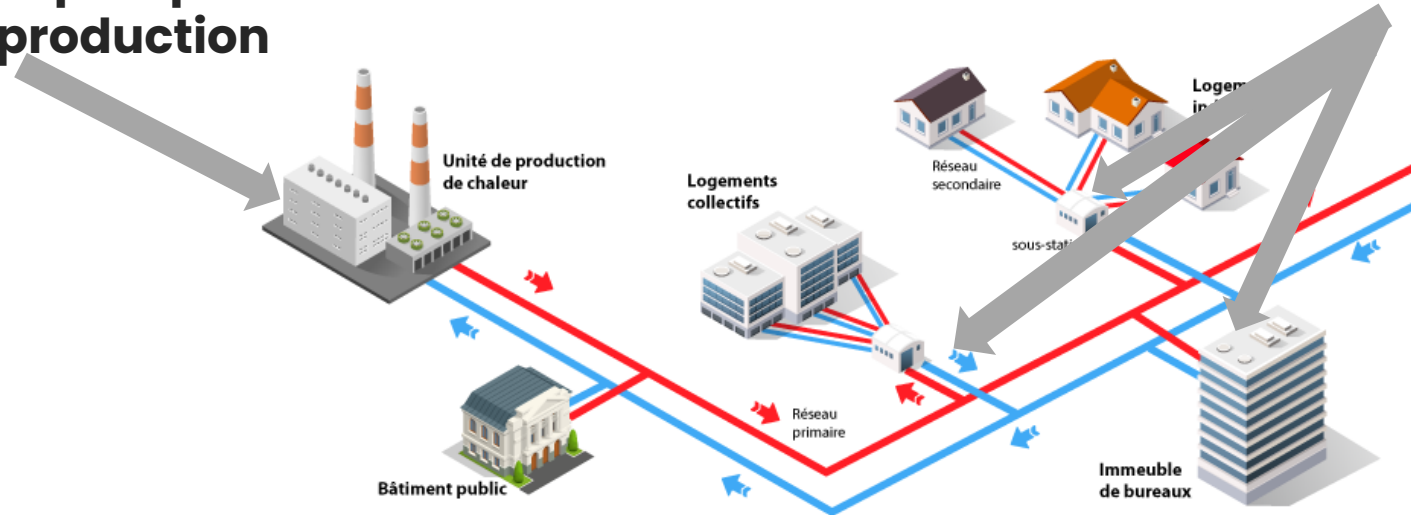 production
Unité de production
de chaleur
Logements
collectifs
Réseau
secondaire
Réseau
primaire
Bâtiment public
Immeuble
de bureaux